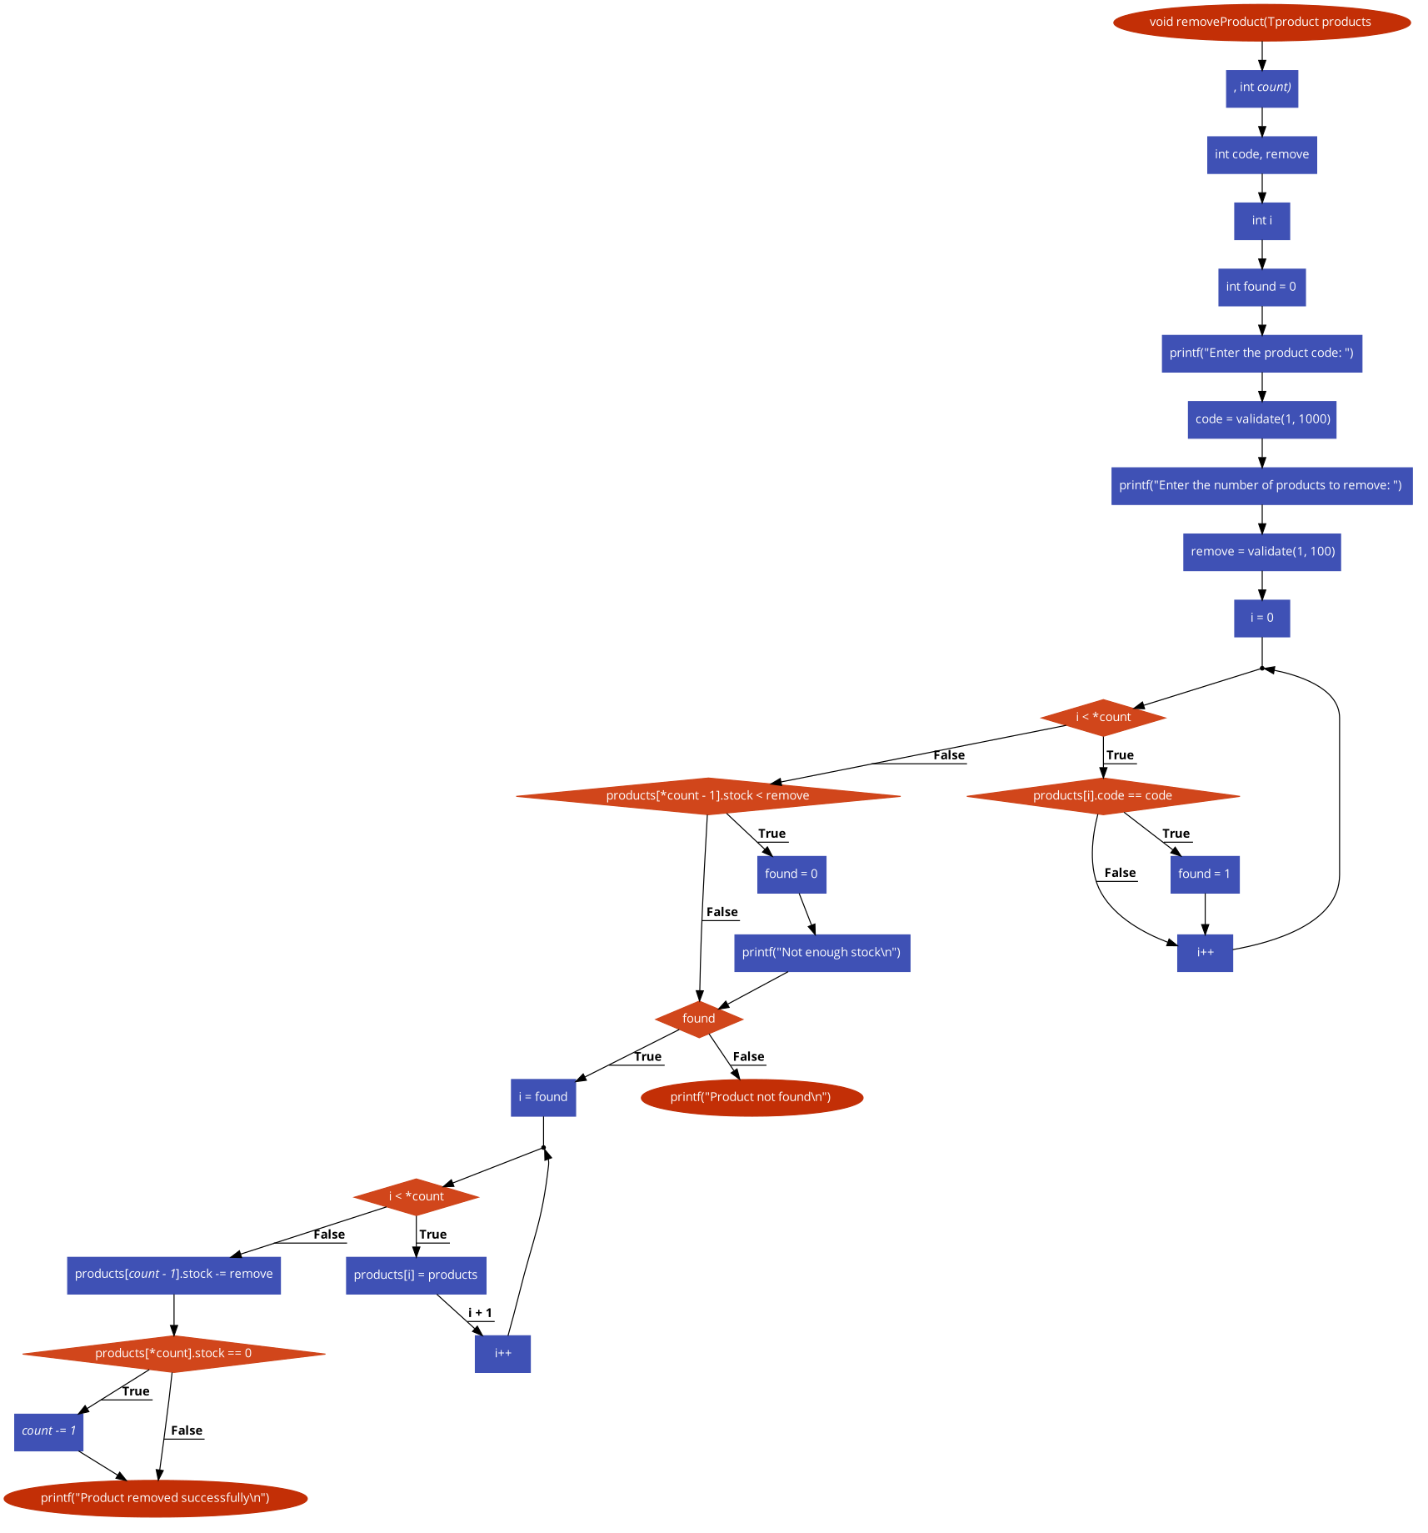 void removeProduct(Tproduct products
, int count)
int code, remove
int i
int found = 0
printf("Enter the product code: ")
code = validate(1, 1000)
printf("Enter the number of products to remove: ")
remove = validate(1, 100)
i = 0
i < *count
False
True
products[*count - 1].stock < remove
products[i].code == code
True
True
found = 0
False
found = 1
False
printf("Not enough stock\n")
i++
found
True
False
i = found
printf("Product not found\n")
i < *count
False
True
products[count - 1].stock -= remove
products[i] = products
i + 1
products[*count].stock == 0
i++
True
count -= 1
False
printf("Product removed successfully\n")